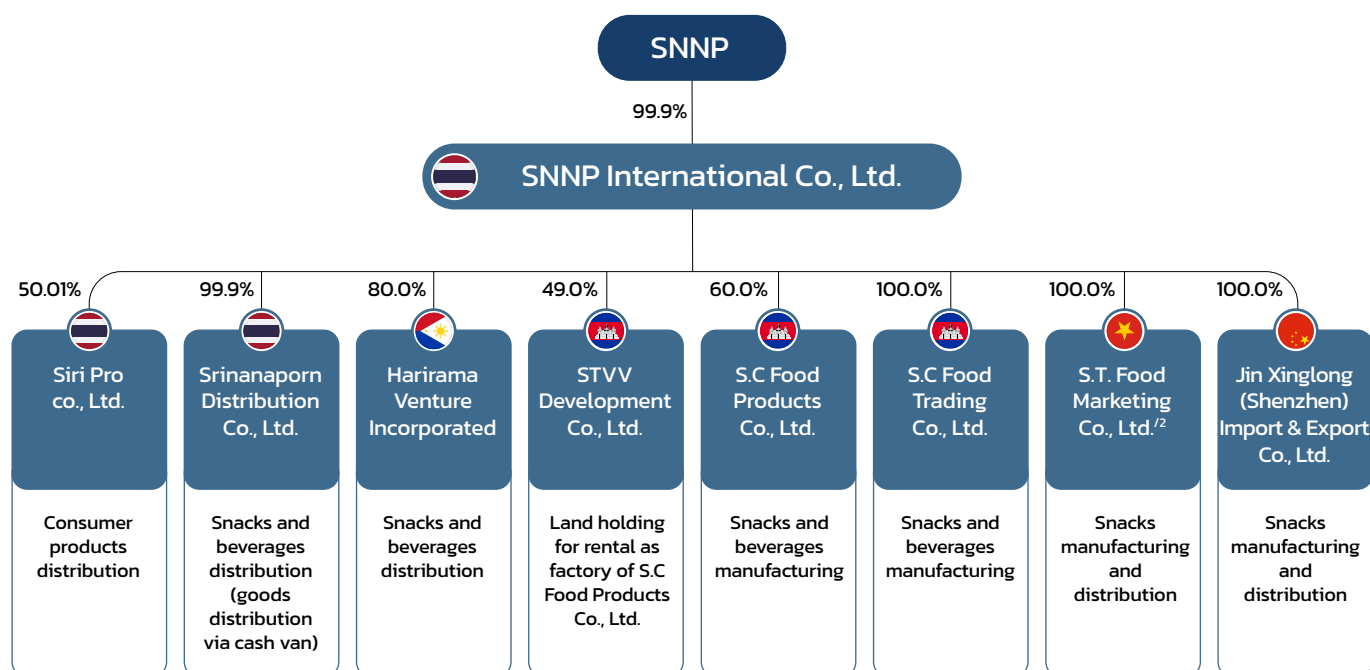 SNNP
99.9%
SNNP International Co., Ltd.
50.01%
99.9%
80.0%
49.0%
60.0%
100.0%
100.0%
100.0%
Siri Pro
co., Ltd.
Srinanaporn
Distribution
Co., Ltd.
Harirama
Venture
Incorporated
STVV
Development
Co., Ltd.
S.C Food
Products
Co., Ltd.
S.C Food
Trading
Co., Ltd.
S.T. Food
Marketing
Co., Ltd./2
Jin Xinglong
(Shenzhen)
Import & Export
Co., Ltd.
Consumer
products
distribution
Snacks and
beverages
distribution
(goods
distribution
via cash van)
Snacks and
beverages
distribution
Land holding
for rental as
factory of S.C
Food Products
Co., Ltd.
Snacks and
beverages
manufacturing
Snacks and
beverages
manufacturing
Snacks
manufacturing
and
distribution
Snacks
manufacturing
and
distribution